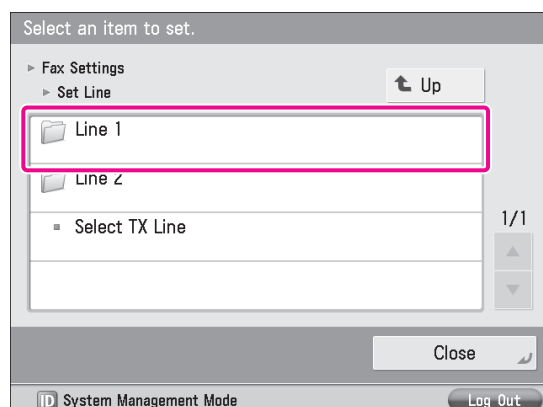 Select an item to set.
Fax Settings
Set Line
Up
Line 1
Line 2
Select TX Line
1/1
Close
ID System Management Mode
Log Out